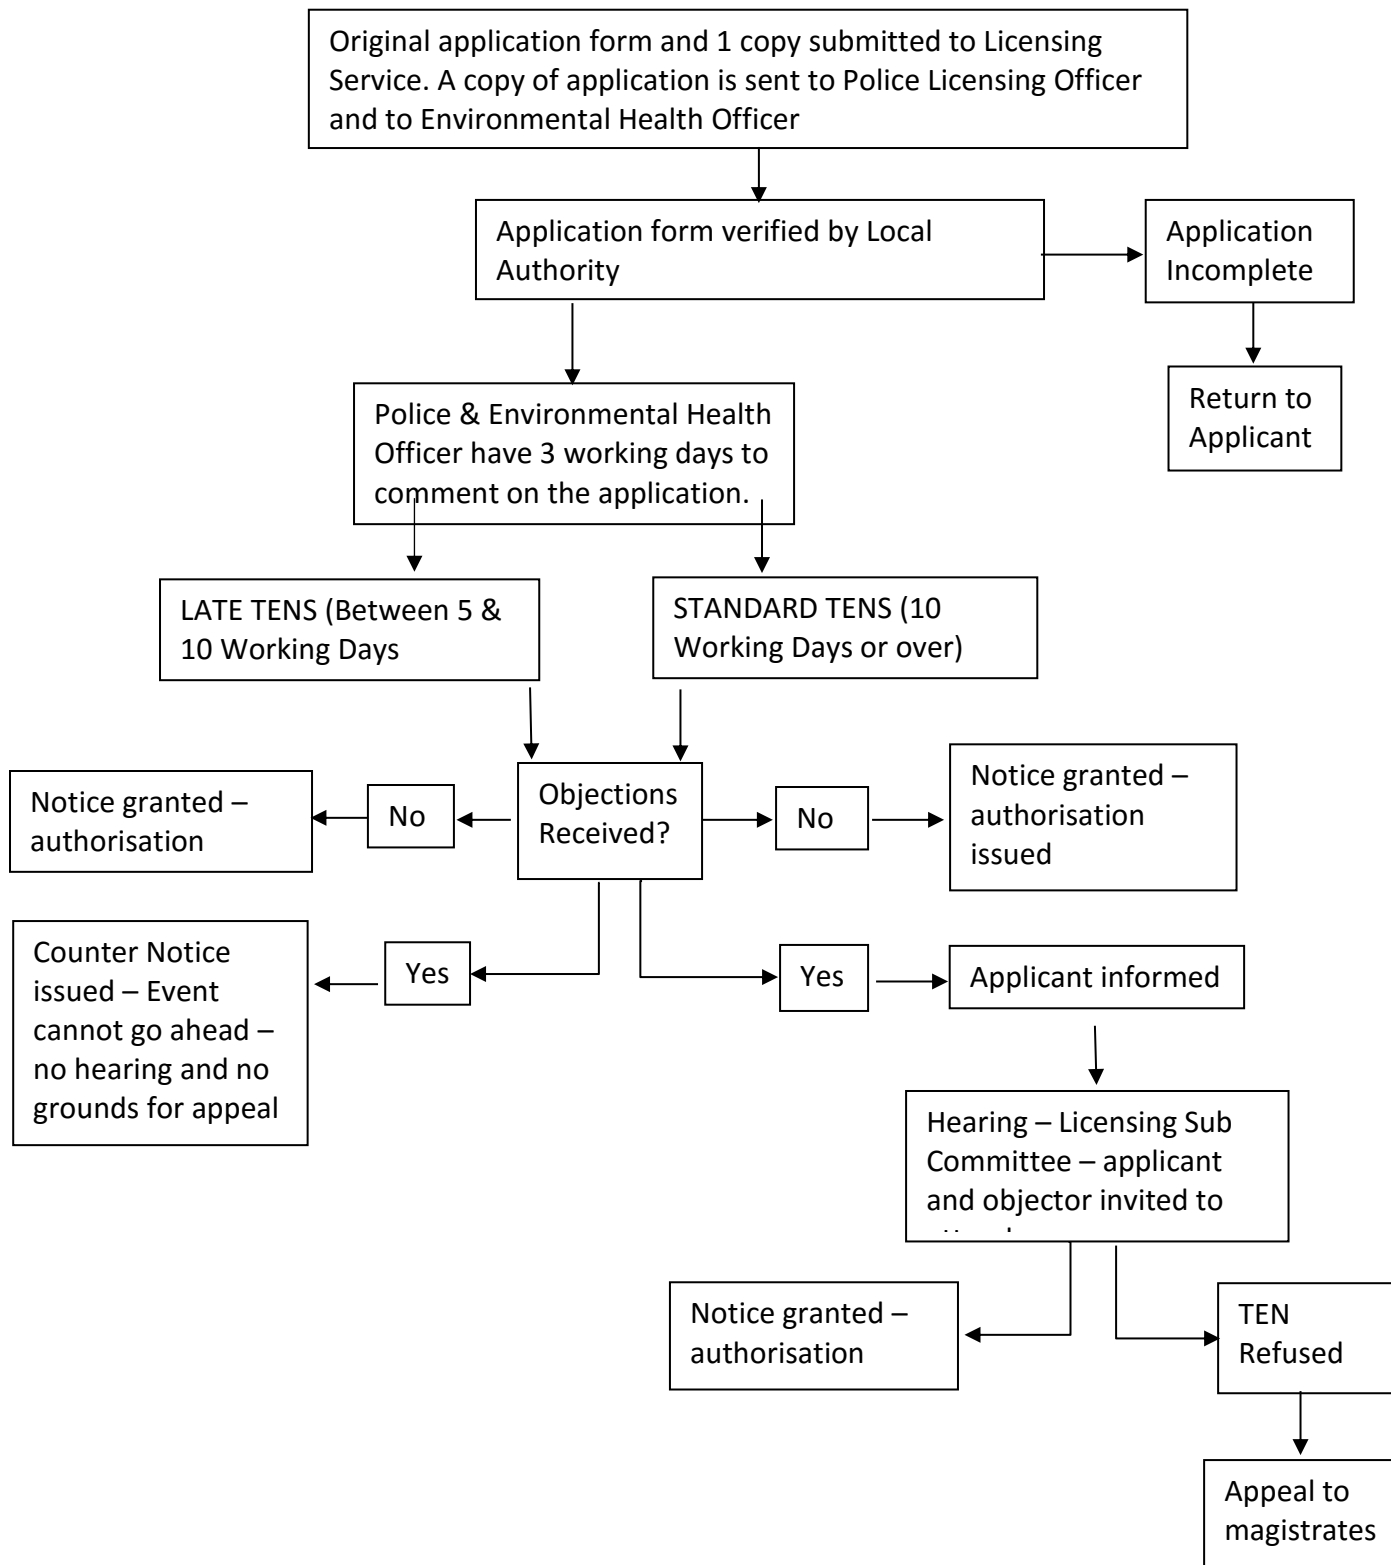 Original application form and 1 copy submitted to Licensing
Service. A copy of application is sent to Police Licensing Officer
and to Environmental Health Officer
Application form verified by Local
Authority
Application
Incomplete
Return to
Applicant
Police & Environmental Health
Officer have 3 working days to
comment on the application.
LATE TENS (Between 5 &
10 Working Days
STANDARD TENS (10
Working Days or over)
Notice granted –
authorisation
No
Objections
Received?
No
Notice granted –
authorisation
issued
Counter Notice
issued – Event
cannot go ahead –
no hearing and no
grounds for appeal
Yes
Yes
Applicant informed
Hearing – Licensing Sub
Committee – applicant
and objector invited to
Notice granted –
authorisation
TEN
Refused
Appeal to
magistrates